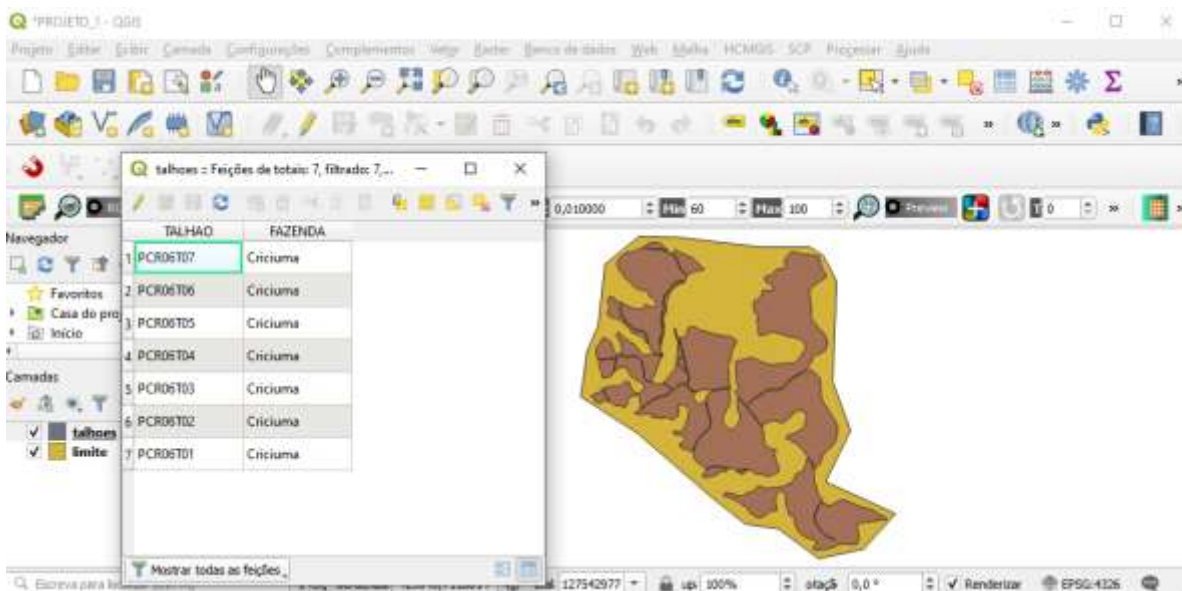 *PROJETO_1 - QGIS
Projeto Editar Exibir Camada Configurações Complementos Vetor Raster Banco de dados Web Malha HCMGIS SCP Processar Ajuda
talhoes :: Feições de totais: 7, filtrado: 7,...
0,010000 Min 60 Max 100 Preview T 0
Navegador
Favoritos
Casa do pro
Início
Camadas
talhoes
limite
TALHAO FAZENDA
1 PCR06T07 Criciuma
2 PCR06T06 Criciuma
3 PCR06T05 Criciuma
4 PCR06T04 Criciuma
5 PCR06T03 Criciuma
6 PCR06T02 Criciuma
7 PCR06T01 Criciuma
Mostrar todas as feições
127542977 100% otaçã 0,0 ° Renderizar EPSG:4326